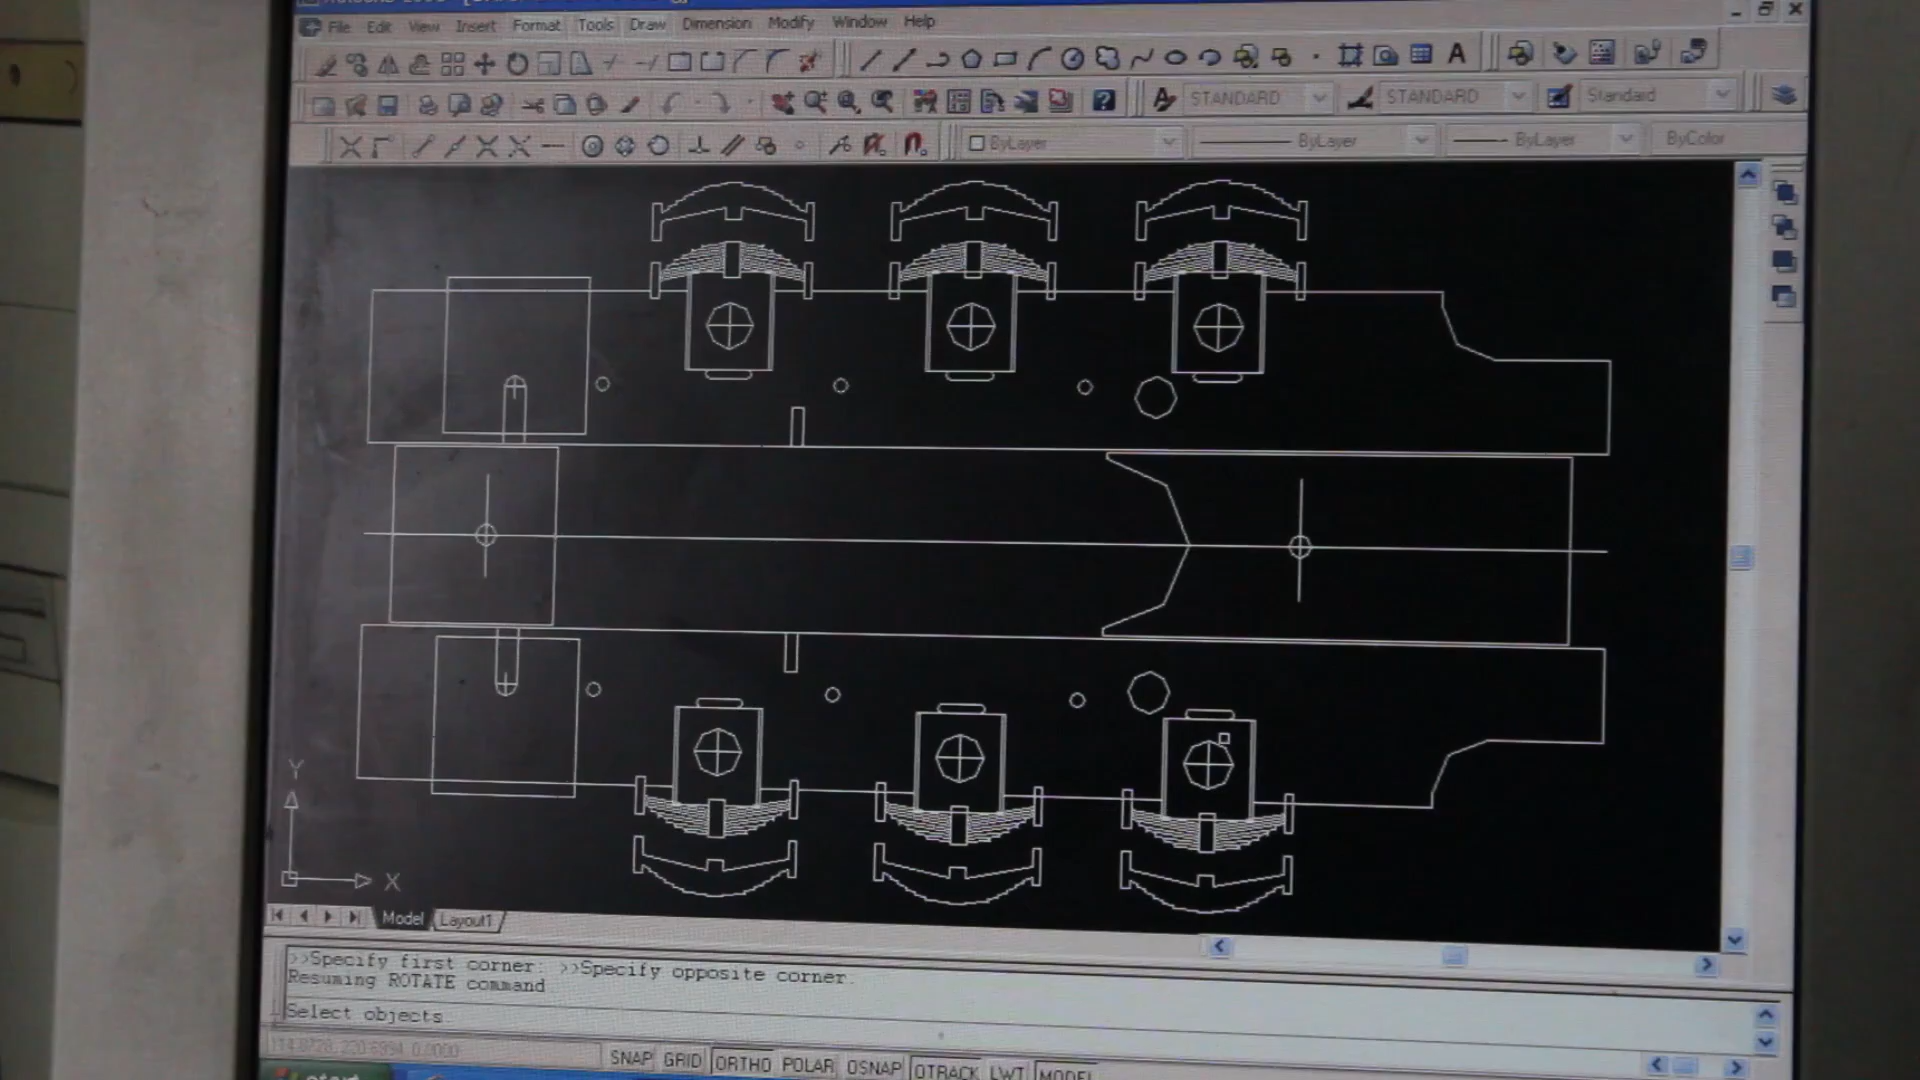 File Edit View Insert Format Tools Draw Dimension Modify Window Help
A
A STANDARD STANDARD Standard
ByLayer ByLayer ByLayer ByColor
Y
X
Model Layout1
>>Specify first corner: >>Specify opposite corner:
Resuming ROTATE command
Select objects
SNAP GRID ORTHO POLAR OSNAP OTRACK LWT MODEL